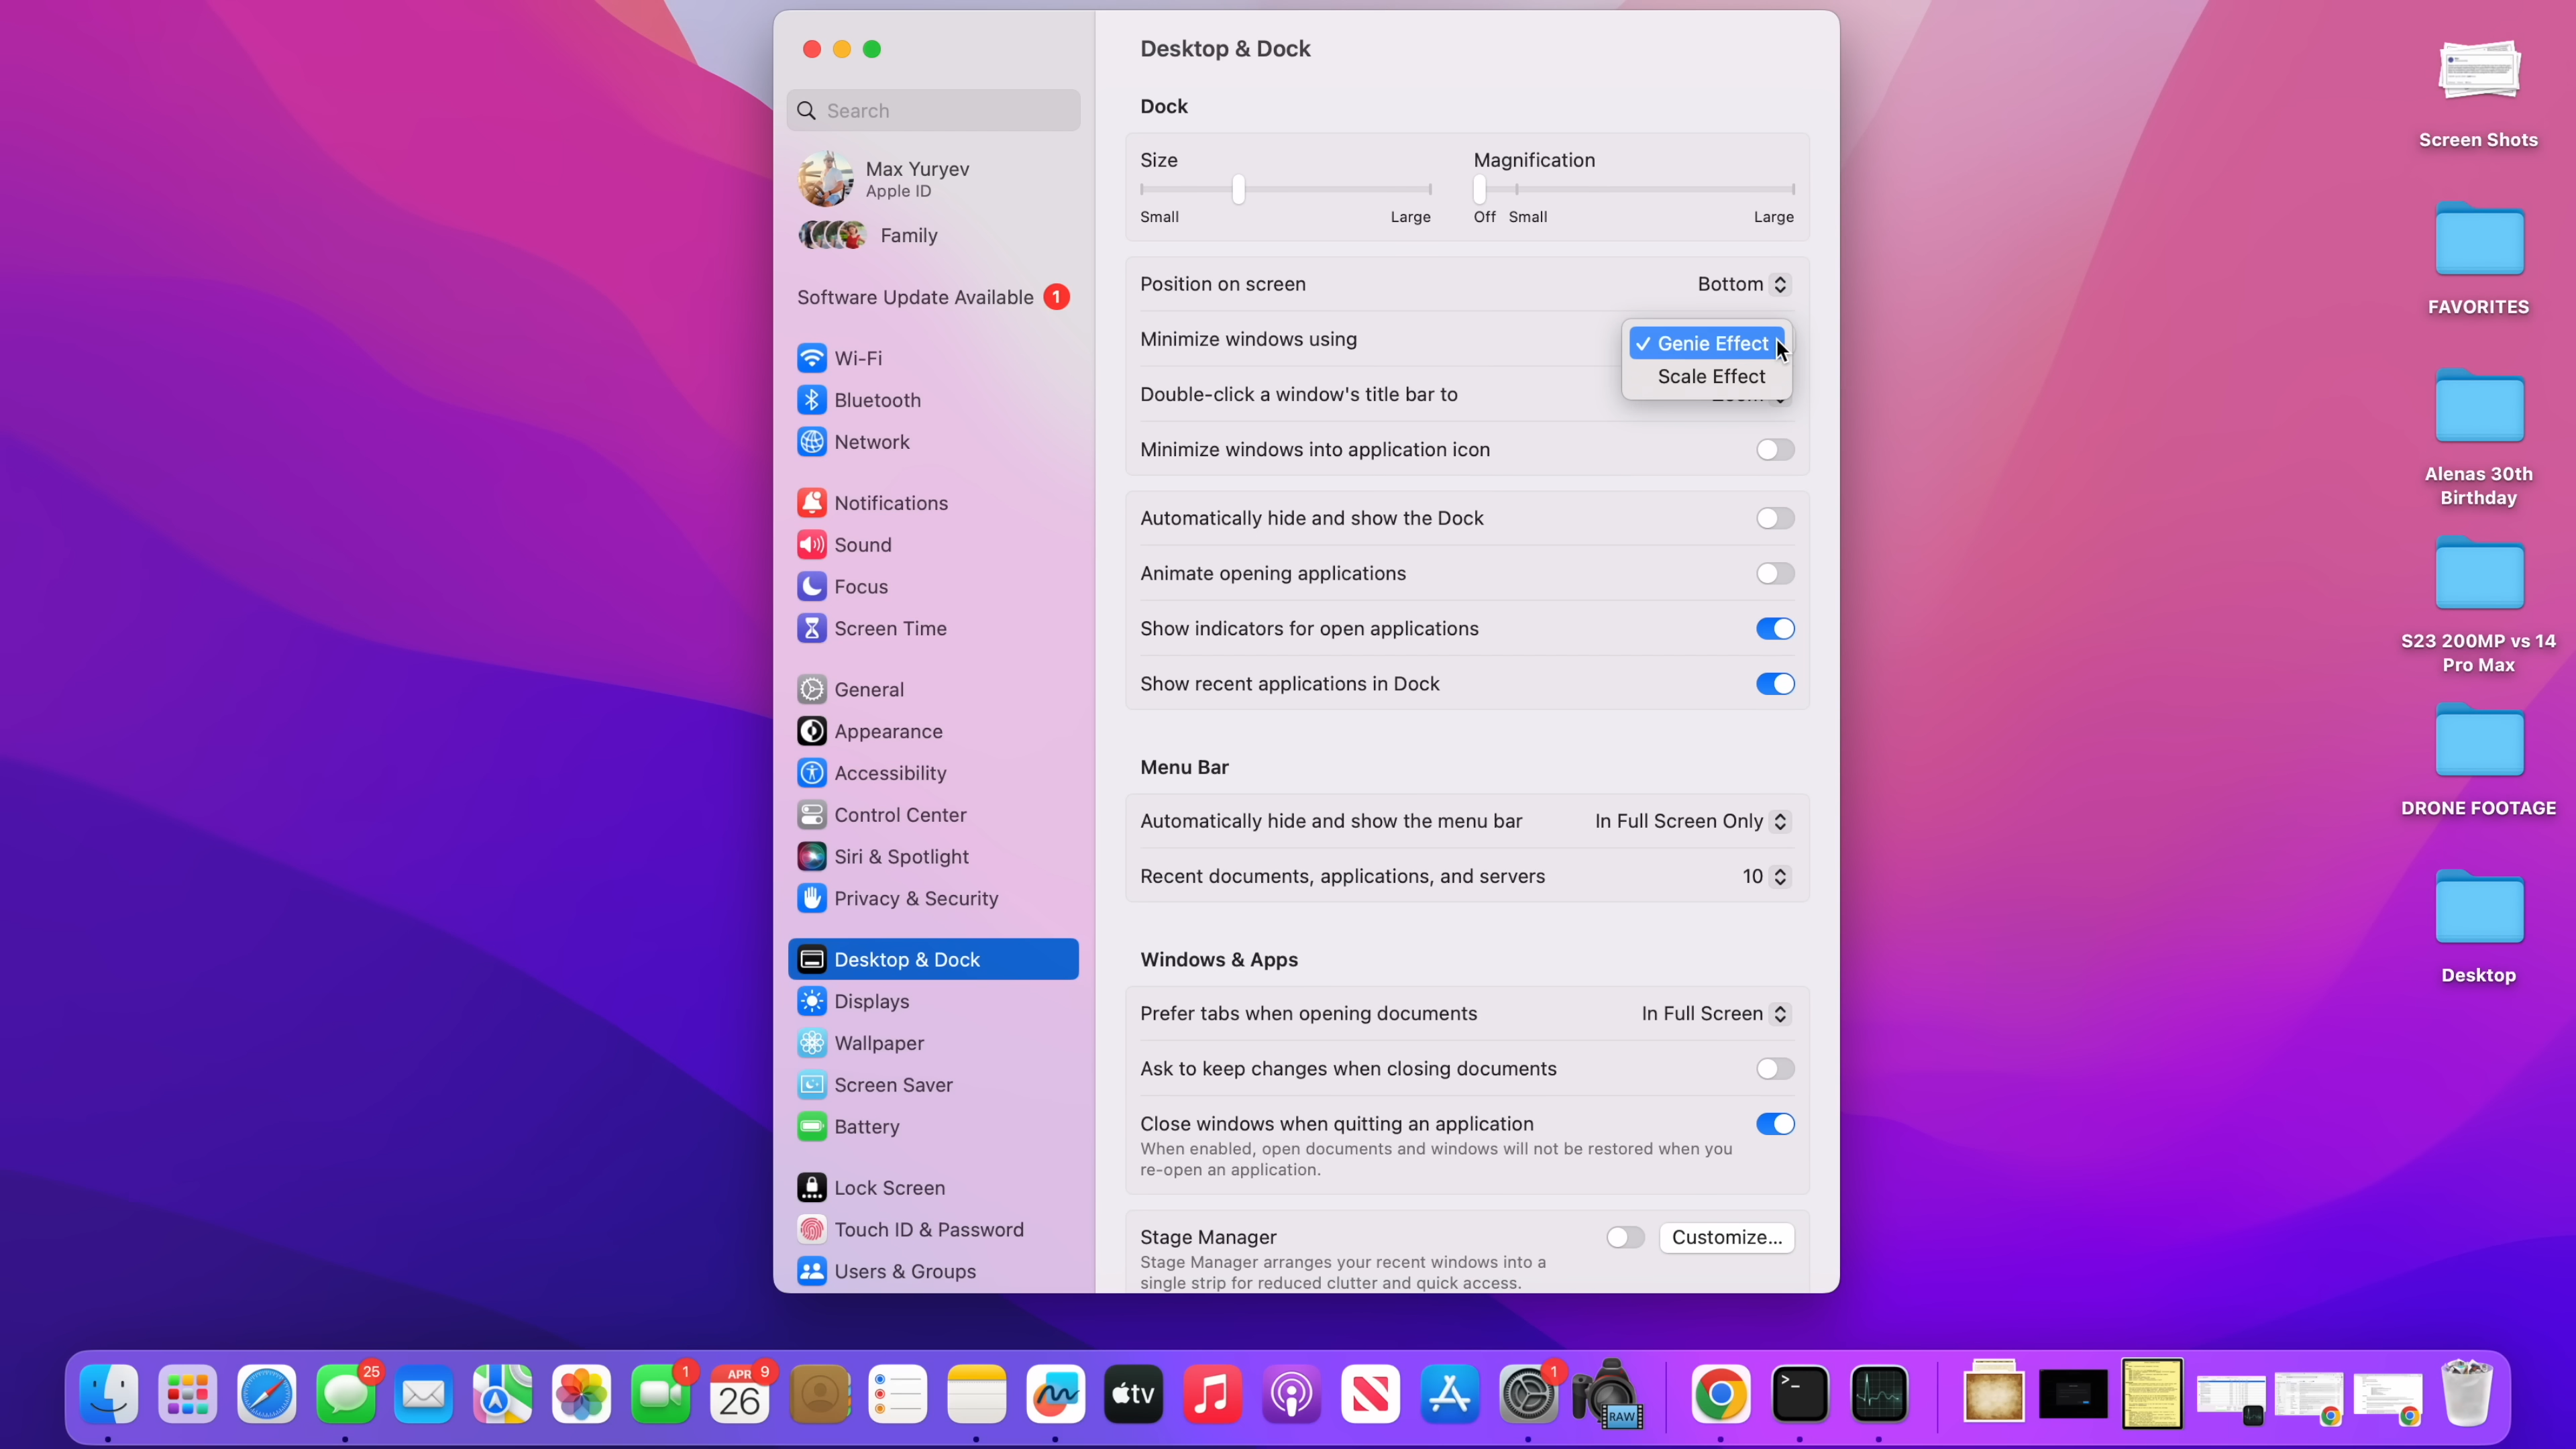 Desktop & Dock
Search
Max Yuryev
Apple ID
Family
Software Update Available 1
Wi-Fi
Bluetooth
Network
Notifications
Sound
Focus
Screen Time
General
Appearance
Accessibility
Control Center
Siri & Spotlight
Privacy & Security
Desktop & Dock
Displays
Wallpaper
Screen Saver
Battery
Lock Screen
Touch ID & Password
Users & Groups
Dock
Size
Magnification
Small
Large
Off
Small
Large
Position on screen
Bottom
Minimize windows using
Genie Effect
Scale Effect
Double-click a window's title bar to
Minimize windows into application icon
Automatically hide and show the Dock
Animate opening applications
Show indicators for open applications
Show recent applications in Dock
Menu Bar
Automatically hide and show the menu bar
In Full Screen Only
Recent documents, applications, and servers
10
Windows & Apps
Prefer tabs when opening documents
In Full Screen
Ask to keep changes when closing documents
Close windows when quitting an application
When enabled, open documents and windows will not be restored when you
re-open an application.
Stage Manager
Customize...
Stage Manager arranges your recent windows into a
single strip for reduced clutter and quick access.
Screen Shots
FAVORITES
Alenas 30th
Birthday
S23 200MP vs 14
Pro Max
DRONE FOOTAGE
Desktop
25
1
APR
9
26
tv
1
RAW
>_